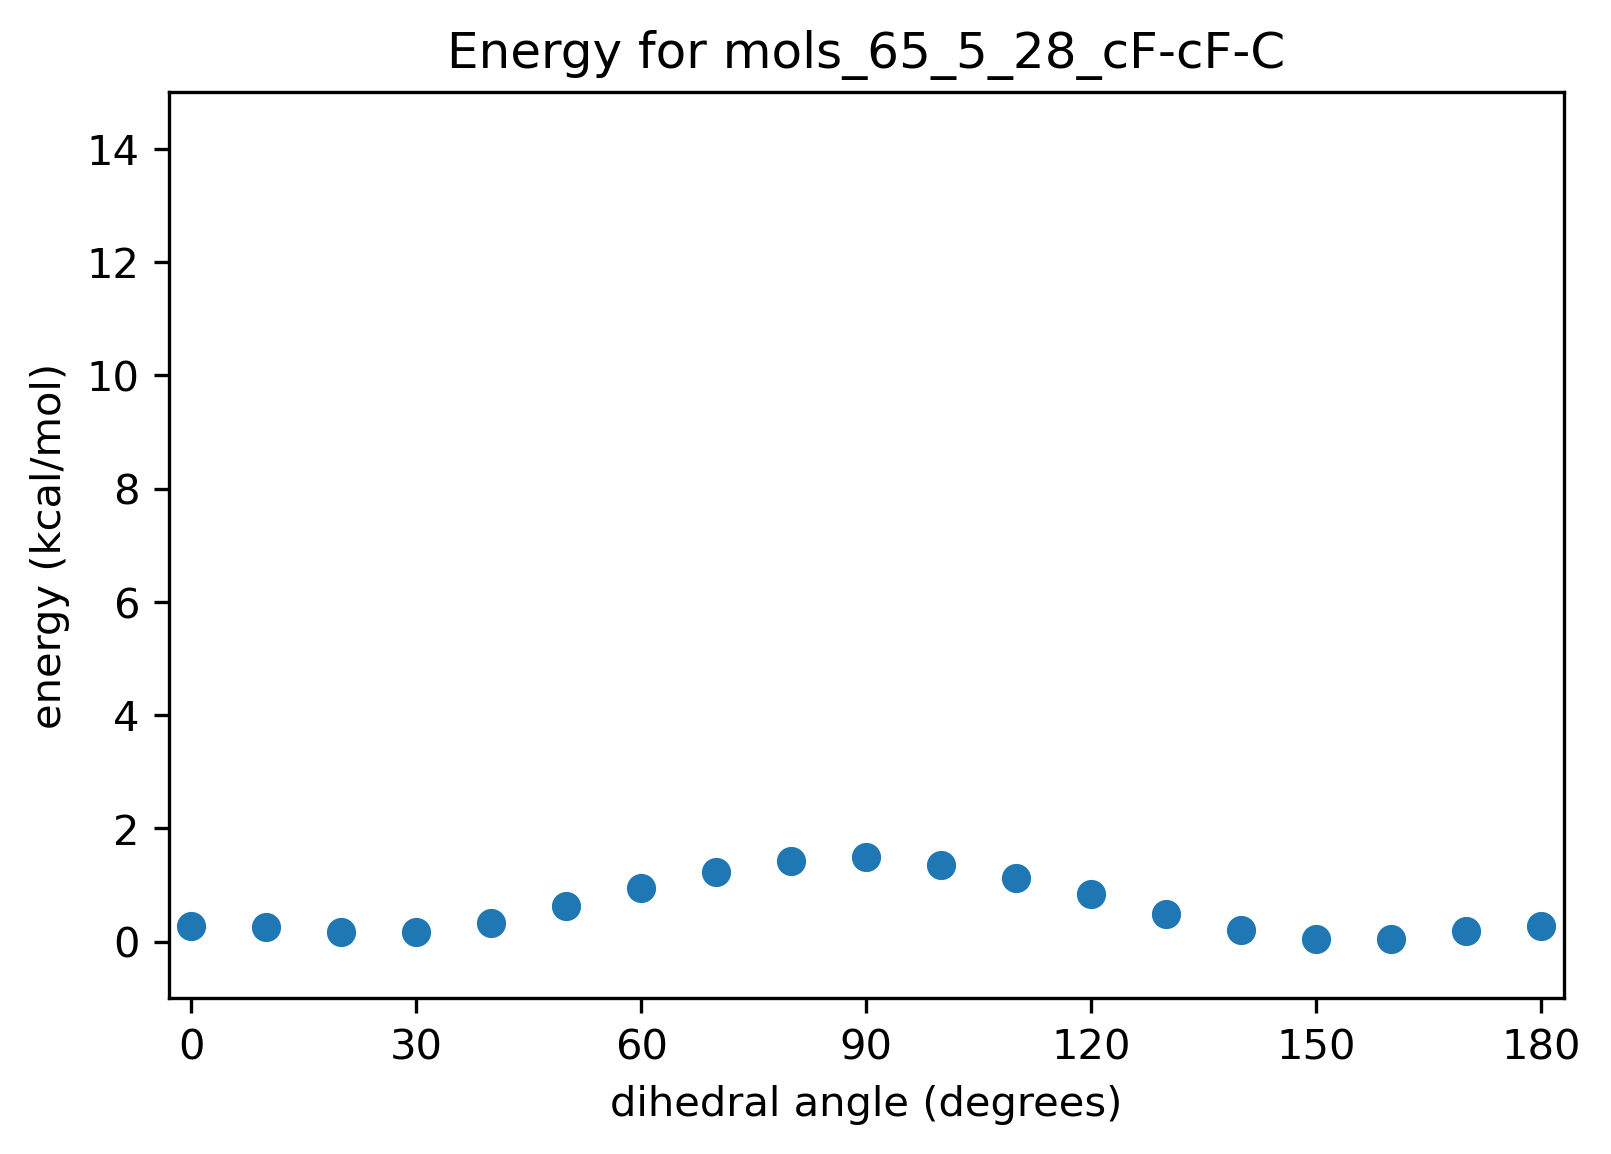 Energy for mols_65_5_28_cF-cF-C
14
12
10
8
6
4
2
0
energy (kcal/mol)
0 30 60 90 120 150 180
dihedral angle (degrees)